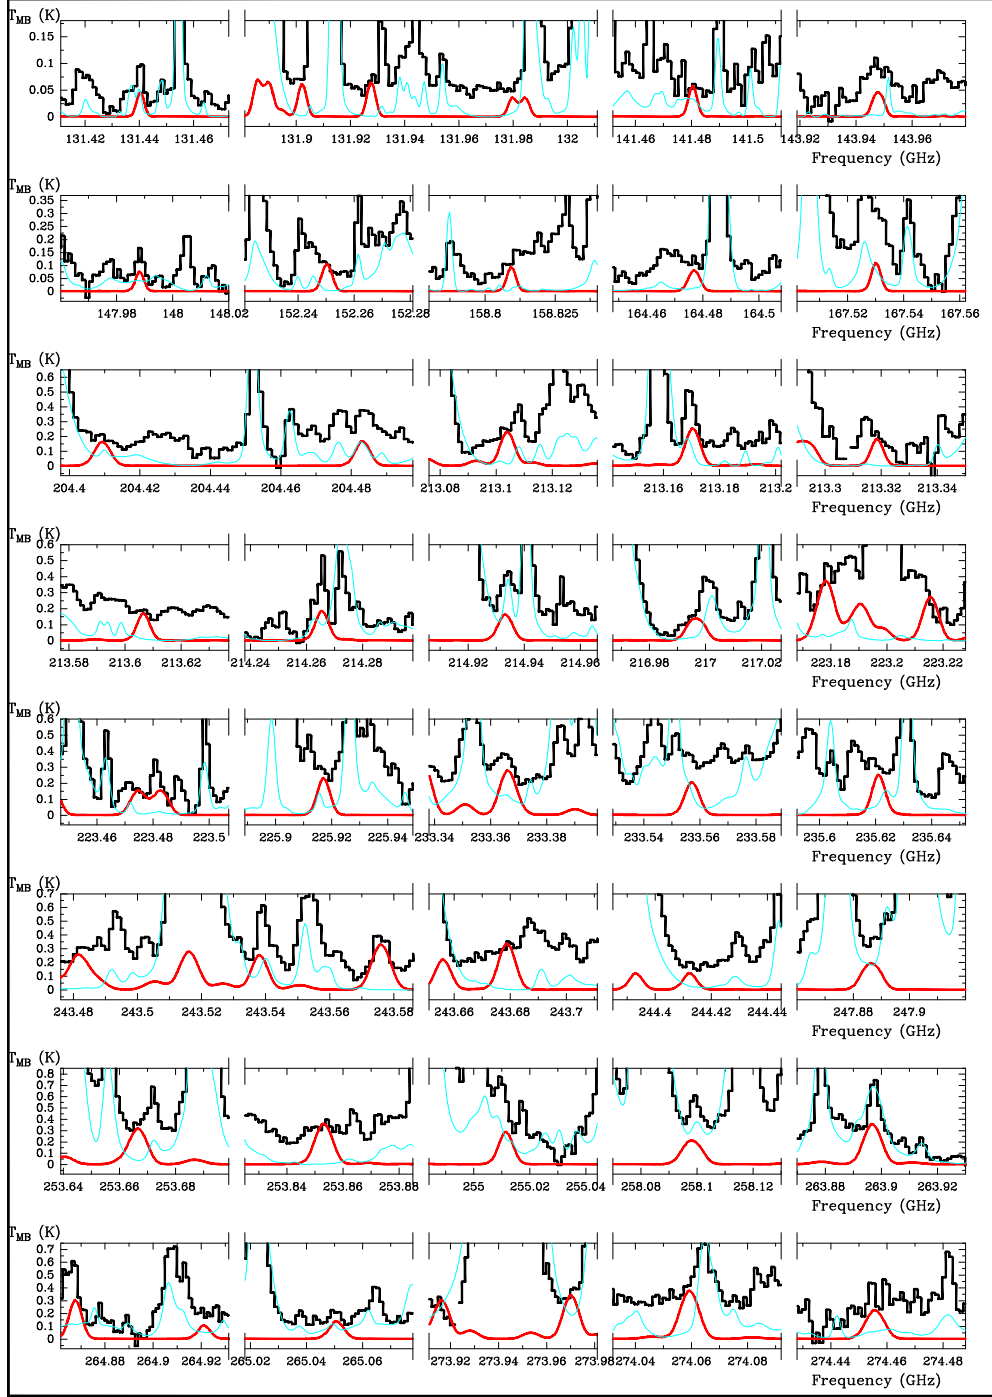 T_MB (K)
0.15
0.1
0.05
0
131.42 131.44 131.46 131.9 131.92 131.94 131.96 131.98 132 141.46 141.48 141.5 143.92 143.94 143.96
Frequency (GHz)
T_MB (K)
0.35
0.3
0.25
0.2
0.15
0.1
0.05
0
147.98 148 148.02 152.24 152.26 152.28 158.8 158.825 164.46 164.48 164.5 167.52 167.54 167.56
Frequency (GHz)
T_MB (K)
0.6
0.5
0.4
0.3
0.2
0.1
0
204.4 204.42 204.44 204.46 204.48 213.08 213.1 213.12 213.16 213.18 213.2 213.3 213.32 213.34
Frequency (GHz)
T_MB (K)
0.6
0.5
0.4
0.3
0.2
0.1
0
213.58 213.6 213.62 214.24 214.26 214.28 214.92 214.94 214.96 216.98 217 217.02 223.18 223.2 223.22
Frequency (GHz)
T_MB (K)
0.6
0.5
0.4
0.3
0.2
0.1
0
223.46 223.48 223.5 225.9 225.92 225.94 233.34 233.36 233.38 233.54 233.56 233.58 235.6 235.62 235.64
Frequency (GHz)
T_MB (K)
0.7
0.6
0.5
0.4
0.3
0.2
0.1
0
243.48 243.5 243.52 243.54 243.56 243.58 243.66 243.68 243.7 244.4 244.42 244.44 247.88 247.9
Frequency (GHz)
T_MB (K)
0.8
0.7
0.6
0.5
0.4
0.3
0.2
0.1
0
253.64 253.66 253.68 253.84 253.86 253.88 255 255.02 255.04 258.08 258.1 258.12 263.88 263.9 263.92
Frequency (GHz)
T_MB (K)
0.7
0.6
0.5
0.4
0.3
0.2
0.1
0
264.88 264.9 264.92 265.02 265.04 265.06 273.92 273.94 273.96 273.98 274.04 274.06 274.08 274.44 274.46 274.48
Frequency (GHz)